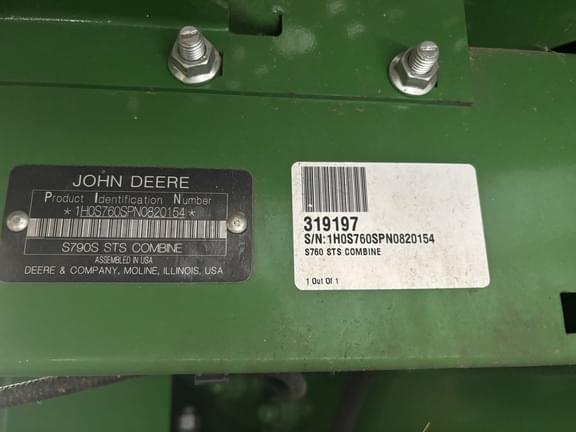 JOHN DEERE
Product Identification Number
*1H0S760SPN0820154*
S790S STS COMBINE
ASSEMBLED IN USA
DEERE & COMPANY, MOLINE, ILLINOIS, USA
319197
S/N:1H0S760SPN0820154
S760 STS COMBINE
1 Out Of 1